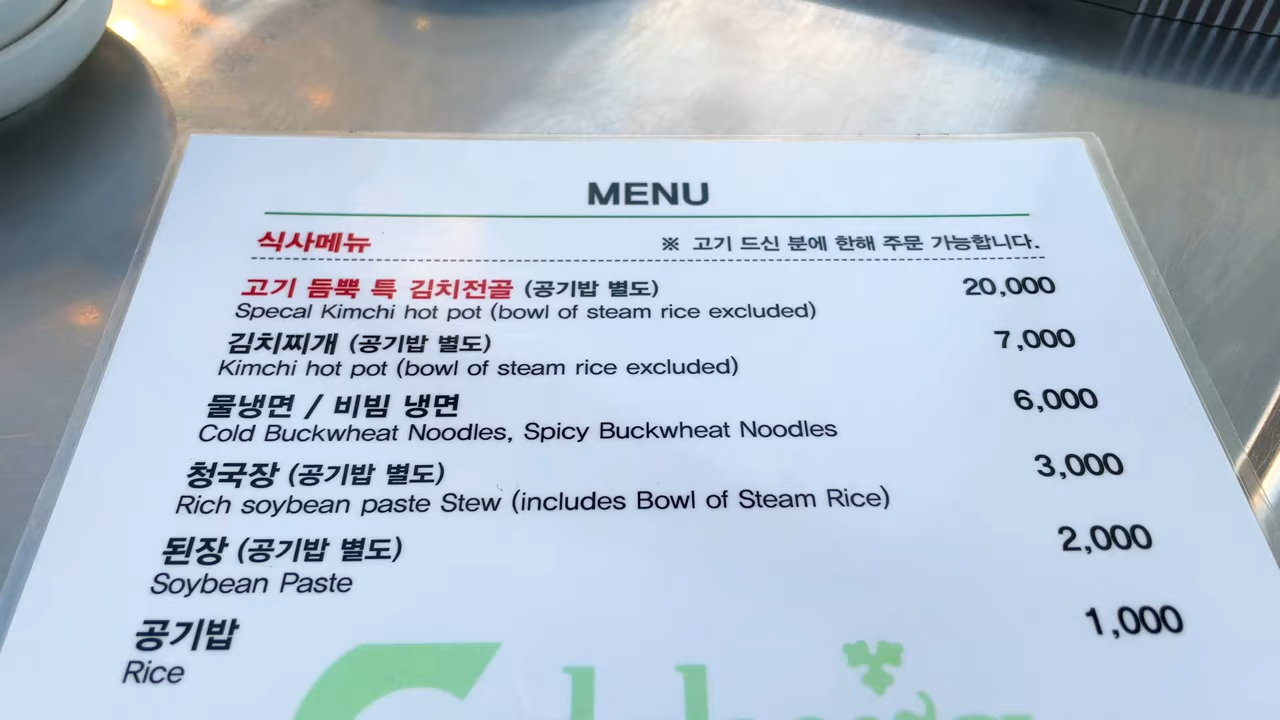 MENU
식사메뉴 ※ 고기 드신 분에 한해 주문 가능합니다.
고기 듬뿍 특 김치전골 (공기밥 별도) 20,000
Specal Kimchi hot pot (bowl of steam rice excluded)
김치찌개 (공기밥 별도) 7,000
Kimchi hot pot (bowl of steam rice excluded)
물냉면 / 비빔 냉면 6,000
Cold Buckwheat Noodles, Spicy Buckwheat Noodles
청국장 (공기밥 별도) 3,000
Rich soybean paste Stew (includes Bowl of Steam Rice)
된장 (공기밥 별도) 2,000
Soybean Paste
공기밥 1,000
Rice